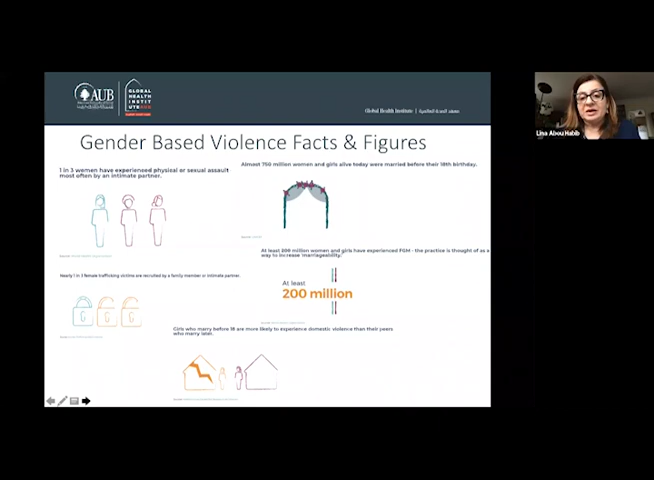 AUB
GLOBAL
HEALTH
INSTIT
UTE
Global Health Institute
Gender Based Violence Facts & Figures
1 in 3 women have experienced physical or sexual assault
most often by an intimate partner.
Almost 750 million women and girls alive today were married before their 18th birthday.
At least 200 million women and girls have experienced FGM - the practice is thought of as a
way to increase 'marriageability.'
Nearly 1 in 3 female trafficking victims are recruited by a family member or intimate partner.
At least
200 million
Girls who marry before 18 are more likely to experience domestic violence than their peers
who marry later.
Lina Abou Habib